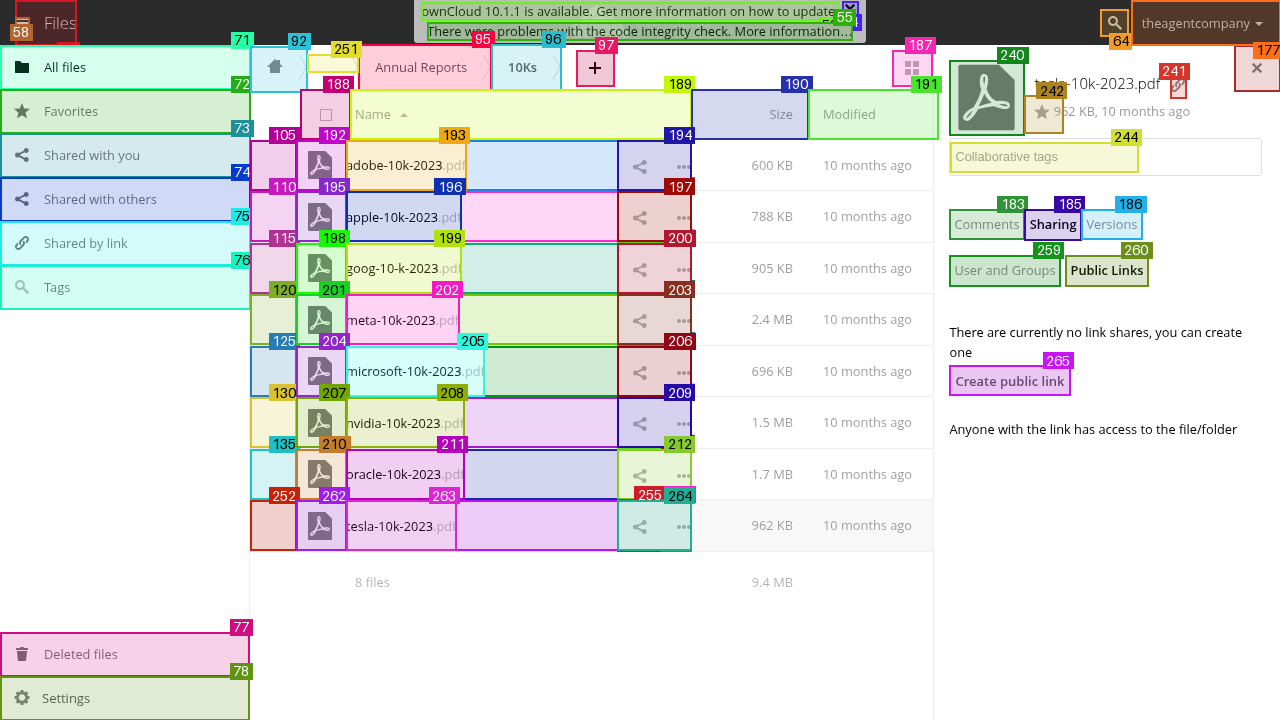 ownCloud 10.1.1 is available. Get more information on how to update
55
There were problems with the code integrity check. More information...
58
Files
64
theagentcompany
71
All files
72
Favorites
73
Shared with you
74
Shared with others
75
Shared by link
76
Tags
77
Deleted files
78
Settings
92
251
95
Annual Reports
96
10Ks
97
+
187
188
189
Name
190
Size
191
Modified
105
192
193
adobe-10k-2023.pdf
194
600 KB
10 months ago
110
195
196
apple-10k-2023.pdf
197
788 KB
10 months ago
115
198
199
goog-10-k-2023.pdf
200
905 KB
10 months ago
120
201
202
meta-10k-2023.pdf
203
2.4 MB
10 months ago
125
204
205
microsoft-10k-2023.pdf
206
696 KB
10 months ago
130
207
208
nvidia-10k-2023.pdf
209
1.5 MB
10 months ago
135
210
211
oracle-10k-2023.pdf
212
1.7 MB
10 months ago
252
262
263
tesla-10k-2023.pdf
255
264
962 KB
10 months ago
8 files
9.4 MB
177
240
tesla-10k-2023.pdf
241
242
962 KB, 10 months ago
244
Collaborative tags
183
Comments
185
Sharing
186
Versions
259
User and Groups
260
Public Links
There are currently no link shares, you can create
one
265
Create public link
Anyone with the link has access to the file/folder